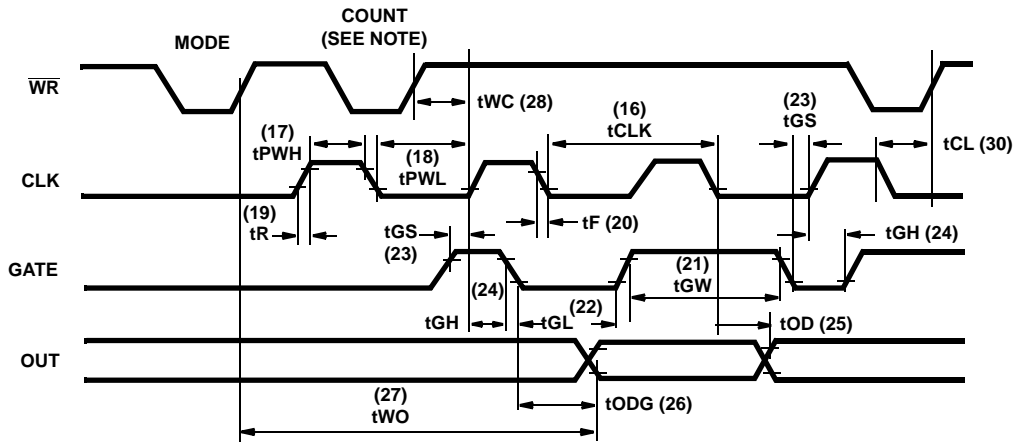 COUNT
(SEE NOTE)
MODE
WR
tWC (28)
(16)
tCLK
(23)
tGS
tCL (30)
(17)
tPWH
(18)
tPWL
CLK
(19)
tR
tGS
(23)
tF (20)
tGH (24)
GATE
(24)
tGH
(22)
tGL
(21)
tGW
tOD (25)
OUT
(27)
tWO
tODG (26)